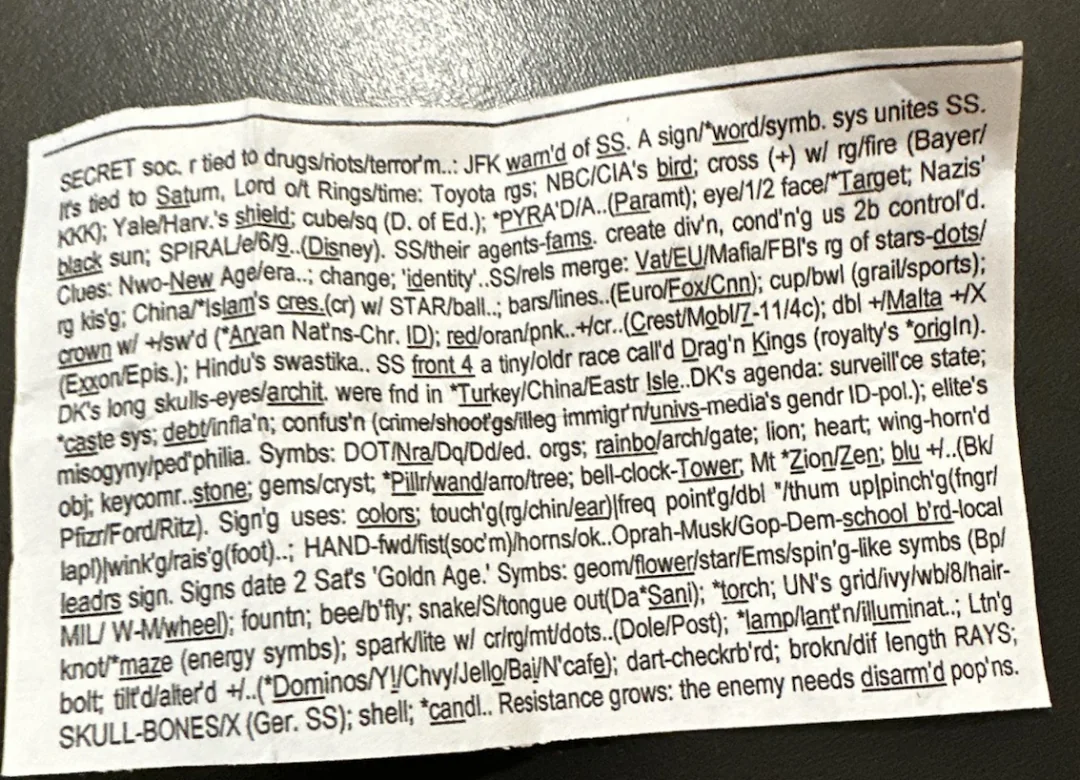 SECRET soc. r tied to drugs/riots/terror'm..: JFK warn'd of SS. A sign/*word/symb. sys unites SS.
It's tied to Saturn, Lord o/t Rings/time: Toyota rgs; NBC/CIA's bird; cross (+) w/ rg/fire (Bayer/
KKK); Yale/Harv.'s shield; cube/sq (D. of Ed.); *PYRA'D/A..(Paramt); eye/1/2 face/*Target; Nazis'
black sun; SPIRAL/e/6/9..(Disney). SS/their agents-fams. create div'n, cond'n'g us 2b control'd.
Clues: Nwo-New Age/era..; change; 'identity'..SS/rels merge: Vat/EU/Mafia/FBI's rg of stars-dots/
rg kis'g; China/*Islam's cres.(cr) w/ STAR/ball..; bars/lines..(Euro/Fox/Cnn); cup/bwl (grail/sports);
crown w/ +/sw'd (*Aryan Nat'ns-Chr. ID); red/oran/pnk..+/cr..(Crest/Mobl/7-11/4c); dbl +/Malta +/X
(Exxon/Epis.); Hindu's swastika.. SS front 4 a tiny/oldr race call'd Drag'n Kings (royalty's *origIn).
DK's long skulls-eyes/archit. were fnd in *Turkey/China/Eastr Isle..DK's agenda: surveill'ce state;
*caste sys; debt/infla'n; confus'n (crime/shoot'gs/illeg immigr'n/univs-media's gendr ID-pol.); elite's
misogyny/ped'philia. Symbs: DOT/Nra/Dq/Dd/ed. orgs; rainbo/arch/gate; lion; heart; wing-horn'd
obj; keycomr..stone; gems/cryst; *Pillr/wand/arro/tree; bell-clock-Tower; Mt *Zion/Zen; blu +/..(Bk/
Pfizr/Ford/Ritz). Sign'g uses: colors; touch'g(rg/chin/ear)|freq point'g/dbl "/thum up|pinch'g(fngr/
lapl)|wink'g/rais'g(foot)..; HAND-fwd/fist(soc'm)/horns/ok..Oprah-Musk/Gop-Dem-school b'rd-local
leadrs sign. Signs date 2 Sat's 'Goldn Age.' Symbs: geom/flower/star/Ems/spin'g-like symbs (Bp/
MIL/ W-M/wheel); fountn; bee/b'fly; snake/S/tongue out(Da*Sani); *torch; UN's grid/ivy/wb/8/hair-
knot/*maze (energy symbs); spark/lite w/ cr/rg/mt/dots..(Dole/Post); *lamp/lant'n/illuminat..; Ltn'g
bolt; tilt'd/alter'd +/..(*Dominos/Y!/Chvy/Jello/Bai/N'cafe); dart-checkrb'rd; brokn/dif length RAYS;
SKULL-BONES/X (Ger. SS); shell; *candl.. Resistance grows: the enemy needs disarm'd pop'ns.